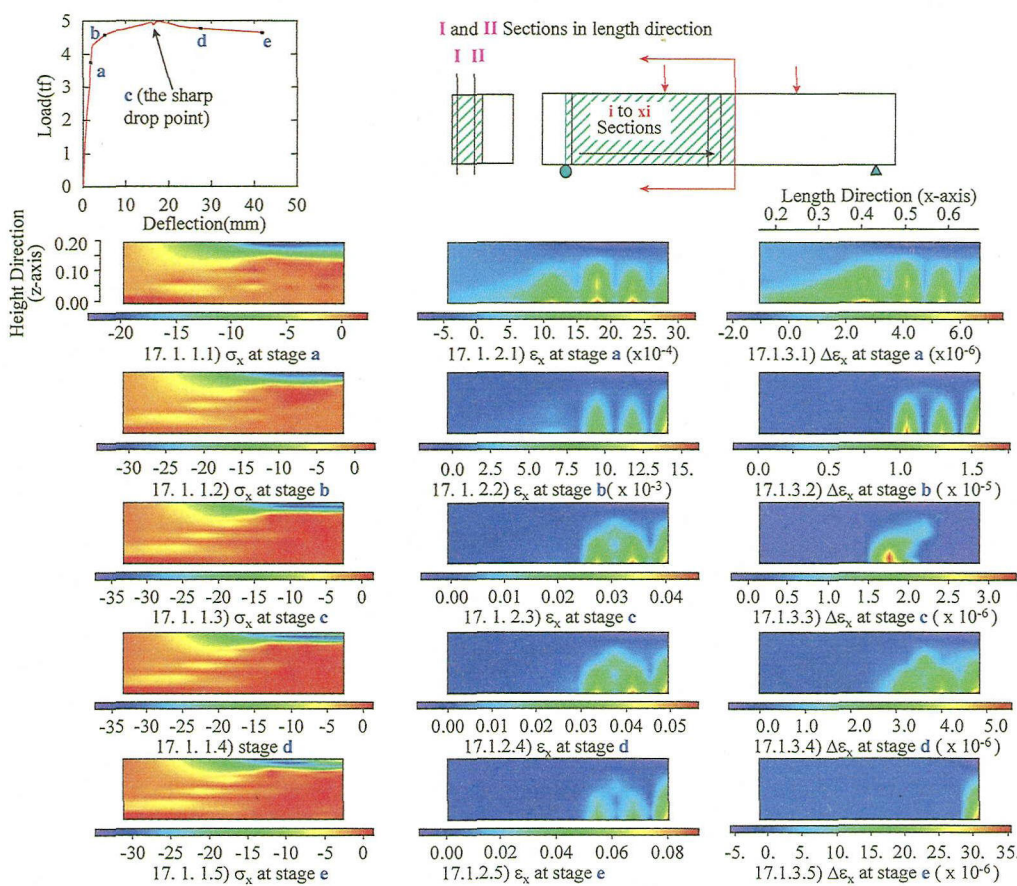 5
4
3
2
1
0
Load(tf)
a
b
c (the sharp
drop point)
d
e
0 10 20 30 40 50
Deflection(mm)
I and II Sections in length direction
I II
i to xi
Sections
Length Direction (x-axis)
0.2 0.3 0.4 0.5 0.6
Height Direction
(z-axis)
0.20
0.10
0.00
-20 -15 -10 -5 0
17. 1. 1.1) σx at stage a
-5. 0. 5. 10. 15. 20. 25. 30.
17. 1. 2.1) εx at stage a (x10-4)
-2.0 0.0 2.0 4.0 6.0
17.1.3.1) Δεx at stage a (x10-6)
-30 -25 -20 -15 -10 -5 0
17. 1. 1.2) σx at stage b
0.0 2.5 5.0 7.5 10. 12.5 15.
17. 1. 2.2) εx at stage b( x 10-3)
0.0 0.5 1.0 1.5
17.1.3.2) Δεx at stage b ( x 10-5)
-35 -30 -25 -20 -15 -10 -5 0
17. 1. 1.3) σx at stage c
0.00 0.01 0.02 0.03 0.04
17. 1. 2.3) εx at stage c
0.0 0.5 1.0 1.5 2.0 2.5 3.0
17.1.3.3) Δεx at stage c ( x 10-6)
-35 -30 -25 -20 -15 -10 -5 0
17. 1. 1.4) stage d
0.00 0.01 0.02 0.03 0.04 0.05
17.1.2.4) εx at stage d
0.0 1.0 2.0 3.0 4.0 5.0
17.1.3.4) Δεx at stage d ( x 10-6)
-30 -25 -20 -15 -10 -5 0
17. 1. 1.5) σx at stage e
0.00 0.02 0.04 0.06 0.08
17.1.2.5) εx at stage e
-5. 0. 5. 10. 15. 20. 25. 30. 35.
17.1.3.5) Δεx at stage e ( x 10-6)